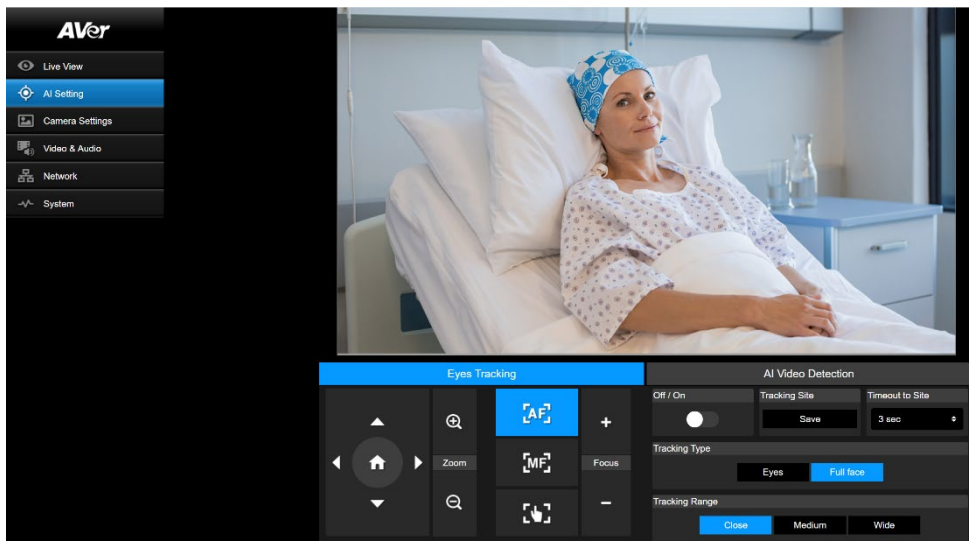 AVer
Live View
AI Setting
Camera Settings
Video & Audio
Network
System
Eyes Tracking
AF
Zoom
MF
Focus
AI Video Detection
Off / On
Tracking Site
Timeout to Site
Save
3 sec
Tracking Type
Eyes
Full face
Tracking Range
Close
Medium
Wide